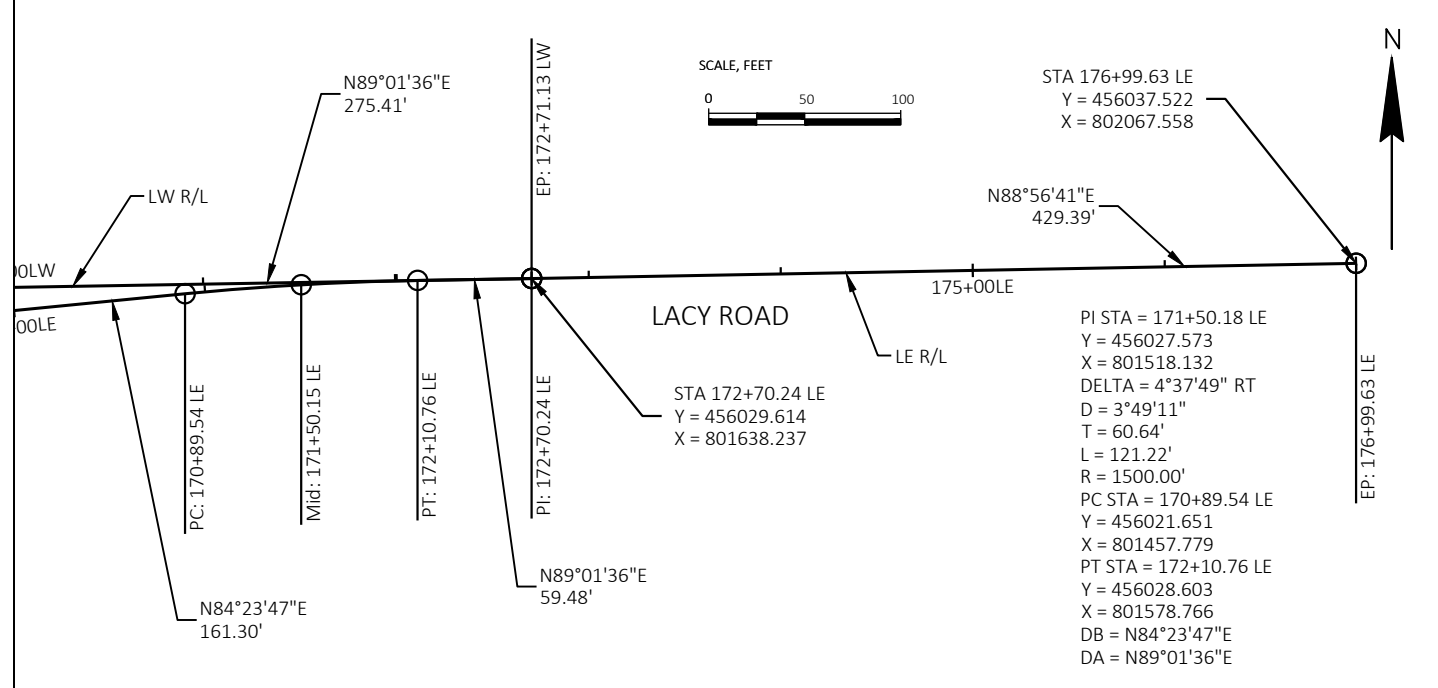 N89°01'36"E
275.41'
EP: 172+71.13 LW
SCALE, FEET
0 50 100
STA 176+99.63 LE
Y = 456037.522
X = 802067.558
N
LW R/L
N88°56'41"E
429.39'
00LW
00LE
175+00LE
LACY ROAD
LE R/L
PC: 170+89.54 LE
Mid: 171+50.15 LE
PT: 172+10.76 LE
PI: 172+70.24 LE
STA 172+70.24 LE
Y = 456029.614
X = 801638.237
EP: 176+99.63 LE
N84°23'47"E
161.30'
N89°01'36"E
59.48'
PI STA = 171+50.18 LE
Y = 456027.573
X = 801518.132
DELTA = 4°37'49" RT
D = 3°49'11"
T = 60.64'
L = 121.22'
R = 1500.00'
PC STA = 170+89.54 LE
Y = 456021.651
X = 801457.779
PT STA = 172+10.76 LE
Y = 456028.603
X = 801578.766
DB = N84°23'47"E
DA = N89°01'36"E